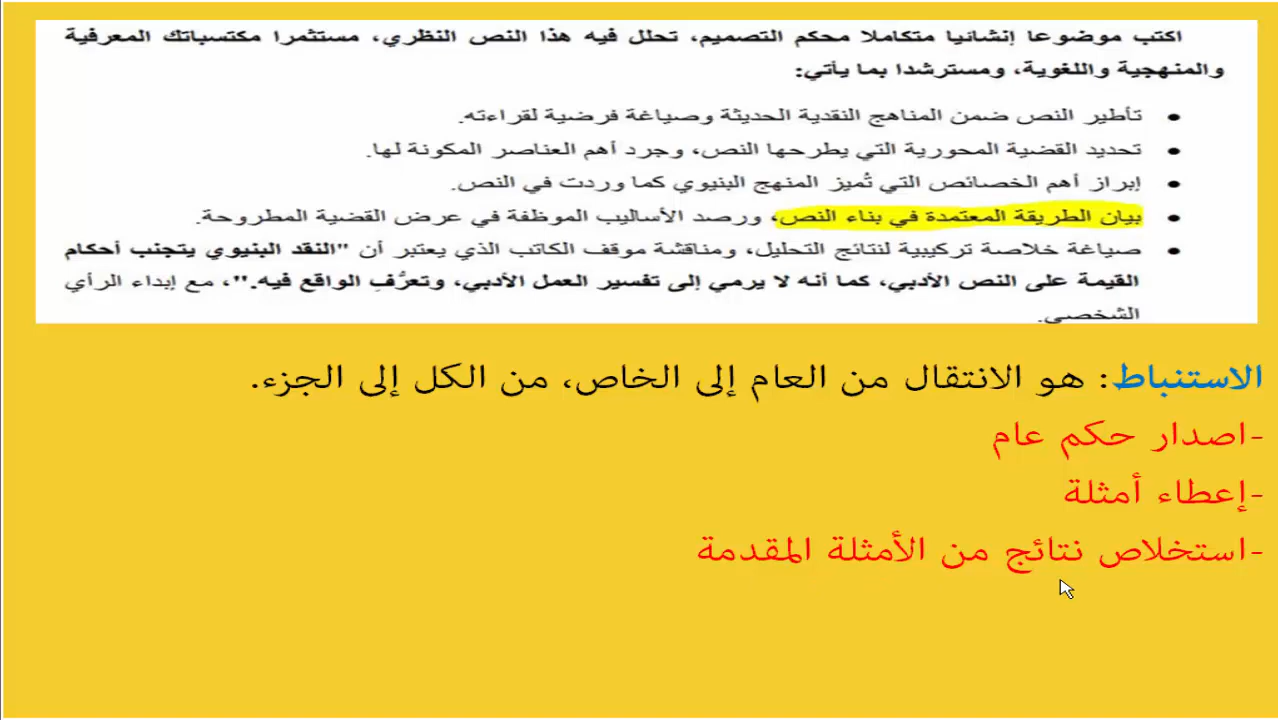 اكتب موضوعا إنشائيا متكاملا محكم التصميم، تحلل فيه هذا النص النظري، مستثمرا مكتسباتك المعرفية
والمنهجية واللغوية، ومسترشدا بما يأتي:
• تأطير النص ضمن المناهج النقدية الحديثة وصياغة فرضية لقراءته.
• تحديد القضية المحورية التي يطرحها النص، وجرد أهم العناصر المكونة لها.
• إبراز أهم الخصائص التي تُميز المنهج البنيوي كما وردت في النص.
• بيان الطريقة المعتمدة في بناء النص، ورصد الأساليب الموظفة في عرض القضية المطروحة.
• صياغة خلاصة تركيبية لنتائج التحليل، ومناقشة موقف الكاتب الذي يعتبر أن "النقد البنيوي يتجنب أحكام
القيمة على النص الأدبي، كما أنه لا يرمي إلى تفسير العمل الأدبي، وتعرُّفِ الواقع فيه."، مع إبداء الرأي
الشخصي.
الاستنباط: هو الانتقال من العام إلى الخاص، من الكل إلى الجزء.
-اصدار حكم عام
-إعطاء أمثلة
-استخلاص نتائج من الأمثلة المقدمة